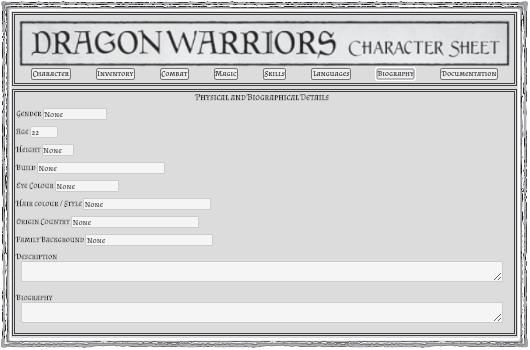 DRAGON WARRIORS CHARACTER SHEET
Character Inventory Combat Magic Skills Languages Biography Documentation
Physical and Biographical Details
Gender None
Age 22
Height None
Build None
Eye Colour None
Hair colour / Style None
Origin Country None
Family Background None
Description
Biography